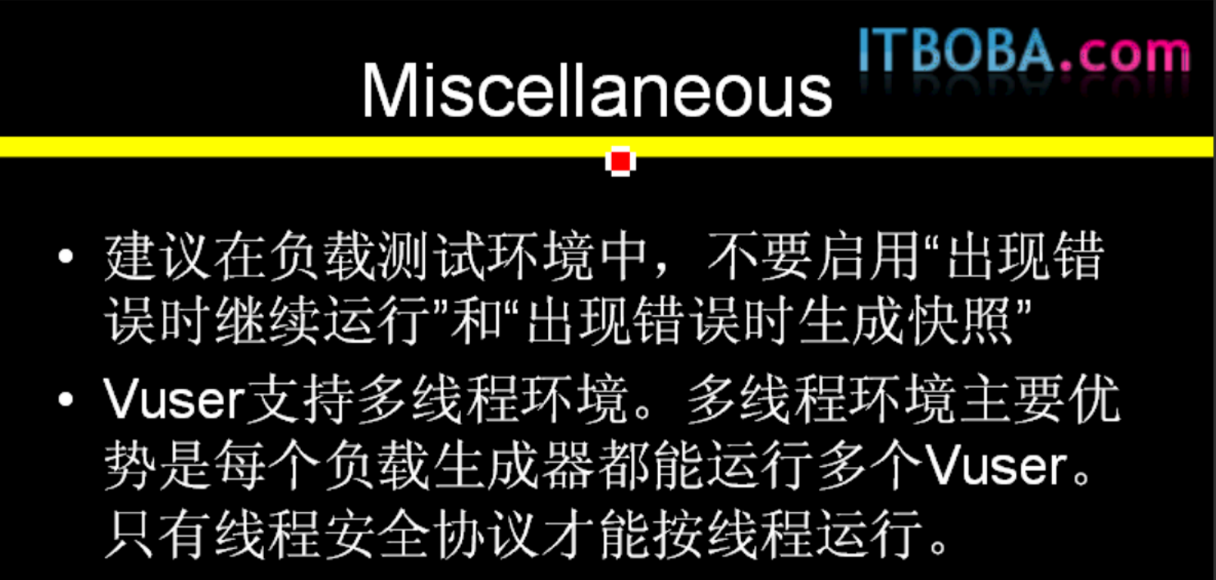 ITBOBA.com
Miscellaneous
• 建议在负载测试环境中，不要启用“出现错
误时继续运行”和“出现错误时生成快照”
• Vuser支持多线程环境。多线程环境主要优
势是每个负载生成器都能运行多个Vuser。
只有线程安全协议才能按线程运行。